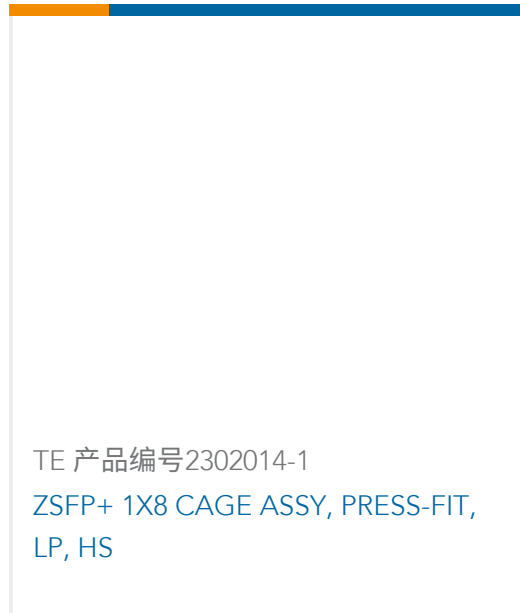 TE 产品编号2302014-1
ZSFP+ 1X8 CAGE ASSY, PRESS-FIT,
LP, HS